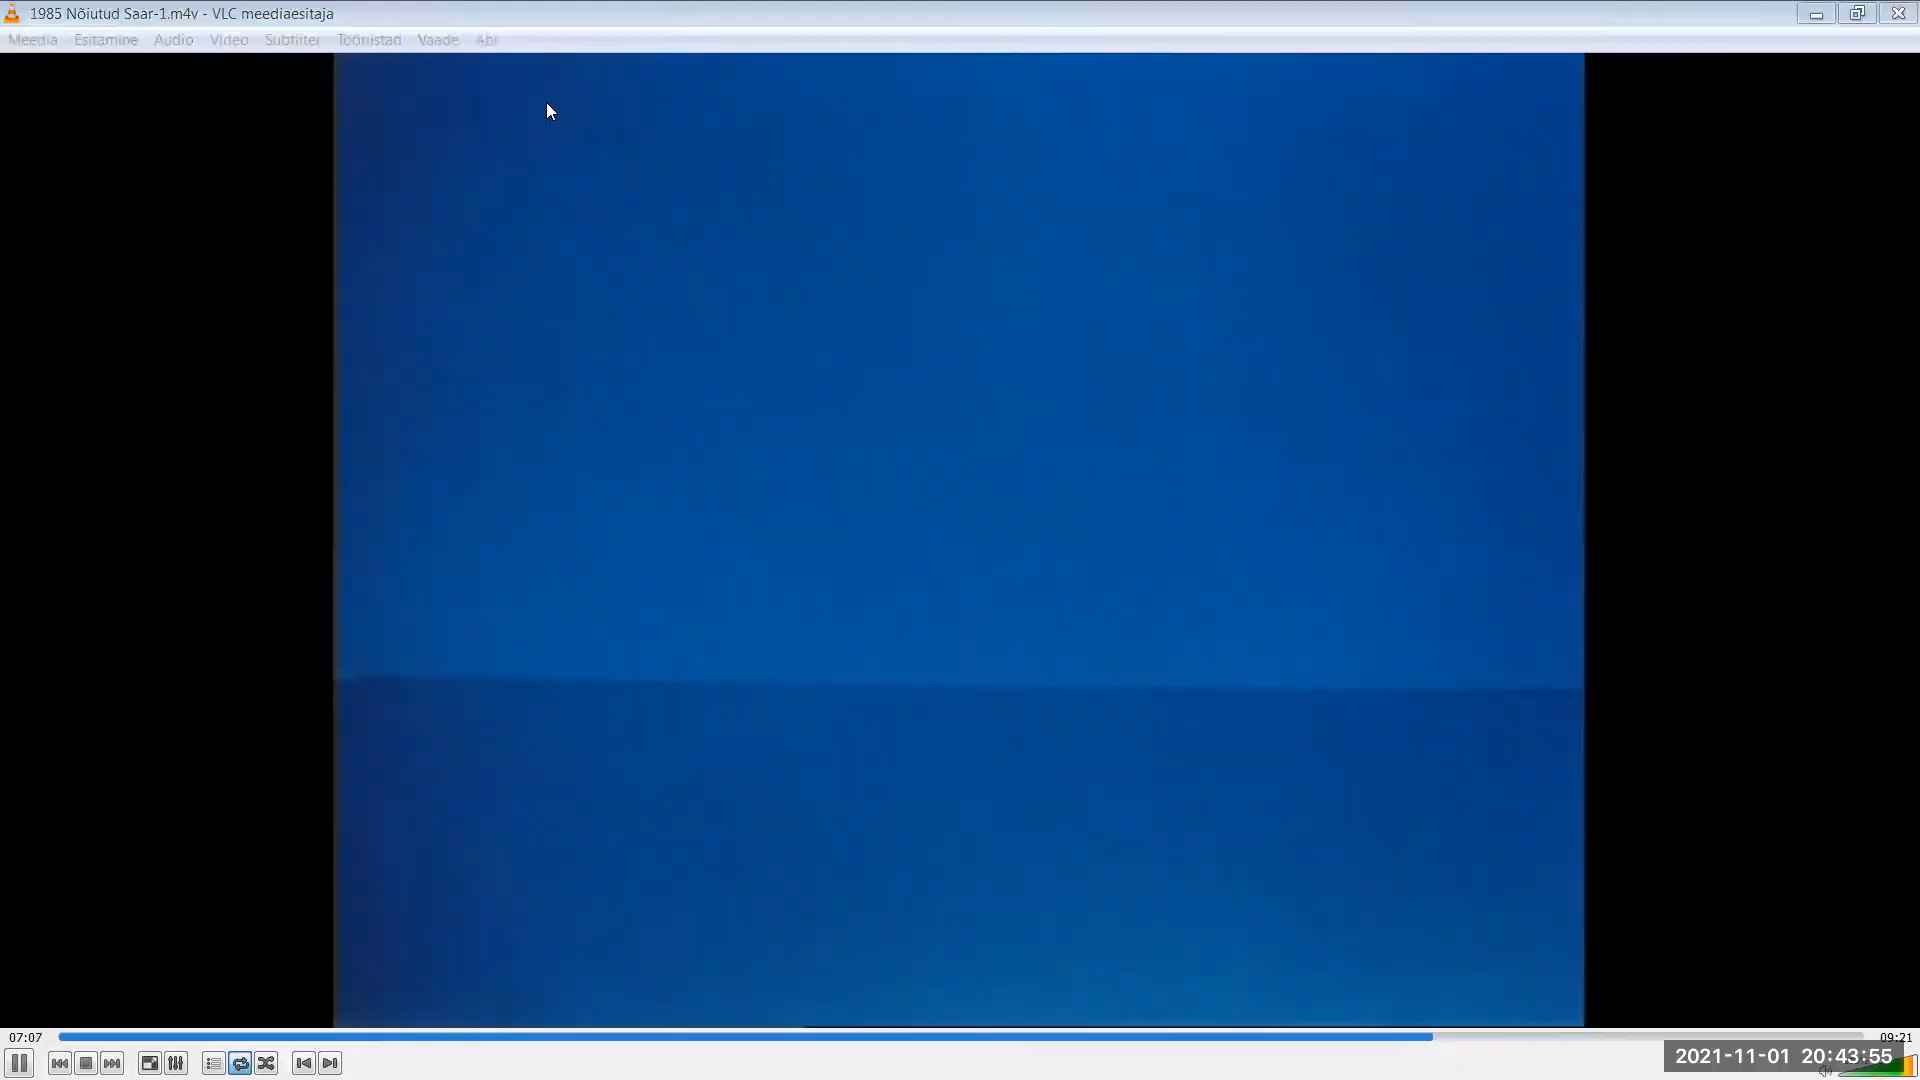 1985 Nõiutud Saar-1.m4v - VLC meediaesitaja
Meedia Esitamine Audio Video Subtiiter Tööriistad Vaade Abi
07:07
09:21
2021-11-01 20:43:55